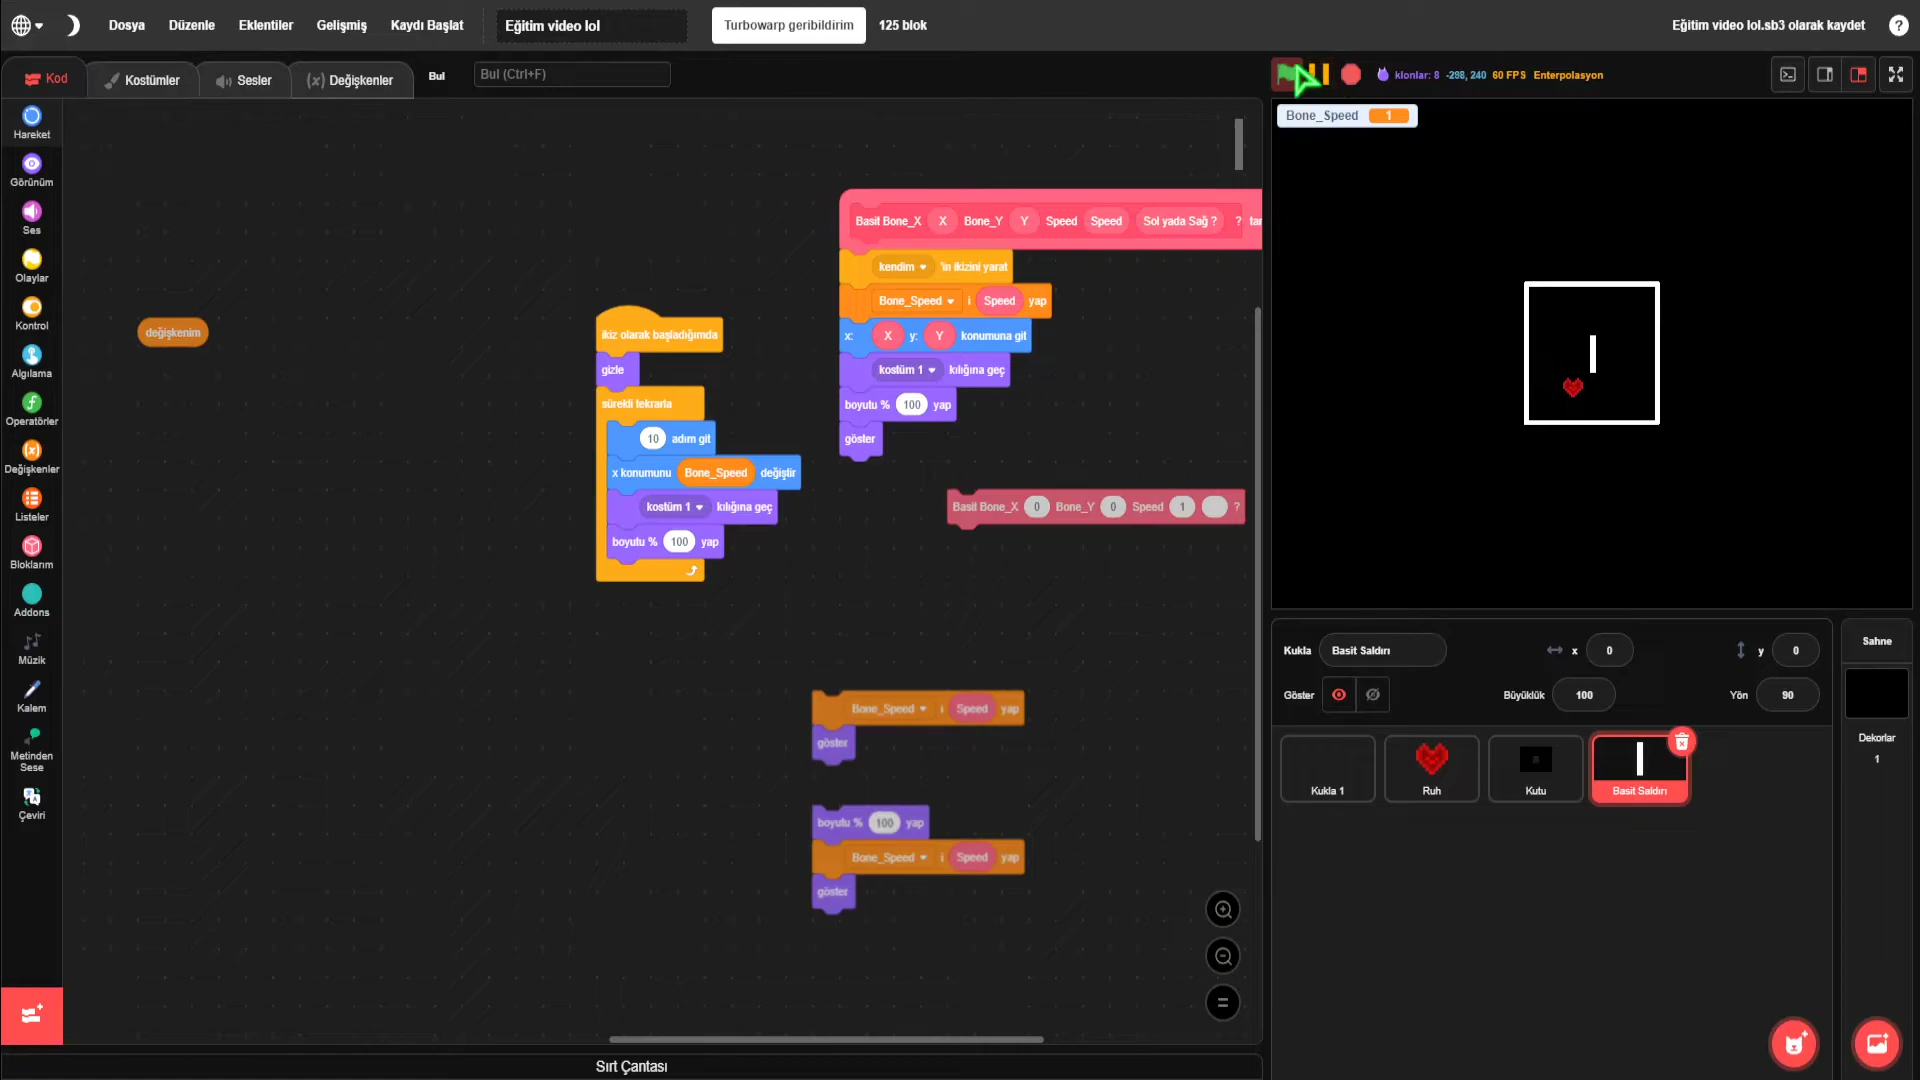 Dosya Düzenle Eklentiler Gelişmiş Kaydı Başlat Eğitim video lol Turbowarp geribildirim 125 blok Eğitim video lol.sb3 olarak kaydet ?
Kod Kostümler Sesler (x) Değişkenler Bul Bul (Ctrl+F) klonlar: 8 -298, 240 60 FPS Enterpolasyon
Hareket
Görünüm
Ses
Olaylar
Kontrol
Algılama
Operatörler
Değişkenler
Listeler
Bloklarım
Addons
Müzik
Kalem
Metinden Sese
Çeviri
değişkenim
ikiz olarak başladığımda
gizle
sürekli tekrarla
10 adım git
x konumunu Bone_Speed değiştir
kostüm 1 kılığına geç
boyutu % 100 yap
Basit Bone_X X Bone_Y Y Speed Speed Sol yada Sağ ? ? tan
kendim 'in ikizini yarat
Bone_Speed i Speed yap
x: X y: Y konumuna git
kostüm 1 kılığına geç
boyutu % 100 yap
göster
Basit Bone_X 0 Bone_Y 0 Speed 1 ?
Bone_Speed i Speed yap
göster
boyutu % 100 yap
Bone_Speed i Speed yap
göster
Sırt Çantası
Bone_Speed 1
Kukla Basit Saldırı x 0 y 0
Göster Büyüklük 100 Yön 90
Kukla 1 Ruh Kutu Basit Saldırı
Sahne
Dekorlar
1